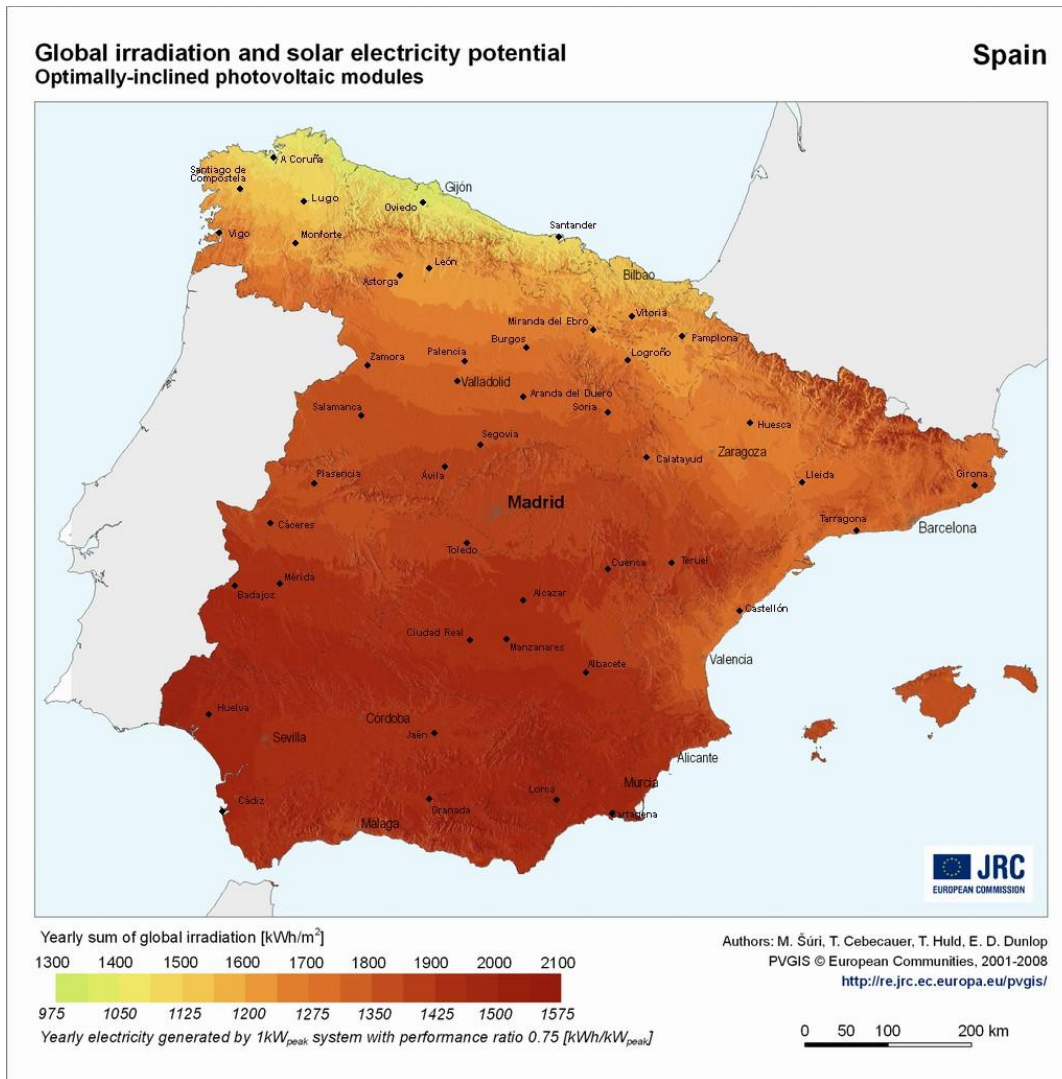 Global irradiation and solar electricity potential
Optimally-inclined photovoltaic modules
Spain
A Coruña
Santiago de
Compostela
Lugo
Gijón
Oviedo
Santander
Vigo
Monforte
León
Astorga
Bilbao
Vitoria
Miranda del Ebro
Pamplona
Burgos
Logroño
Palencia
Zamora
Valladolid
Aranda del Duero
Soria
Salamanca
Huesca
Segovia
Zaragoza
Calatayud
Ávila
Plasencia
Lleida
Girona
Madrid
Tarragona
Barcelona
Cáceres
Toledo
Cuenca
Teruel
Mérida
Badajoz
Alcazar
Castellón
Ciudad Real
Manzanares
Valencia
Albacete
Huelva
Córdoba
Sevilla
Jaén
Alicante
Murcia
Lorca
Cádiz
Granada
Cartagena
Málaga
JRC
EUROPEAN COMMISSION
Yearly sum of global irradiation [kWh/m²]
1300 1400 1500 1600 1700 1800 1900 2000 2100
975 1050 1125 1200 1275 1350 1425 1500 1575
Yearly electricity generated by 1kWpeak system with performance ratio 0.75 [kWh/kWpeak]
Authors: M. Šúri, T. Cebecauer, T. Huld, E. D. Dunlop
PVGIS © European Communities, 2001-2008
http://re.jrc.ec.europa.eu/pvgis/
0 50 100 200 km